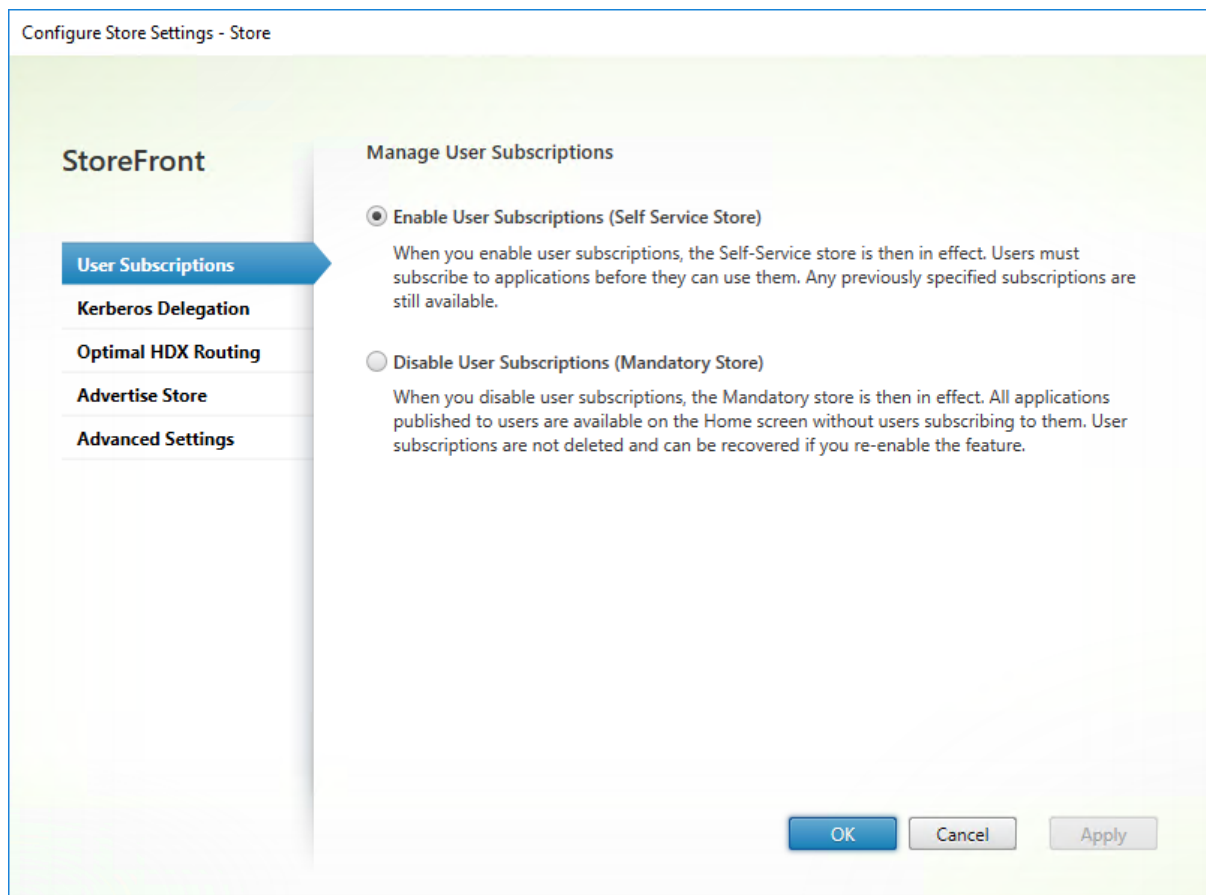 Configure Store Settings - Store
StoreFront
User Subscriptions
Kerberos Delegation
Optimal HDX Routing
Advertise Store
Advanced Settings
Manage User Subscriptions
Enable User Subscriptions (Self Service Store)
When you enable user subscriptions, the Self-Service store is then in effect. Users must
subscribe to applications before they can use them. Any previously specified subscriptions are
still available.
Disable User Subscriptions (Mandatory Store)
When you disable user subscriptions, the Mandatory store is then in effect. All applications
published to users are available on the Home screen without users subscribing to them. User
subscriptions are not deleted and can be recovered if you re-enable the feature.
OK
Cancel
Apply